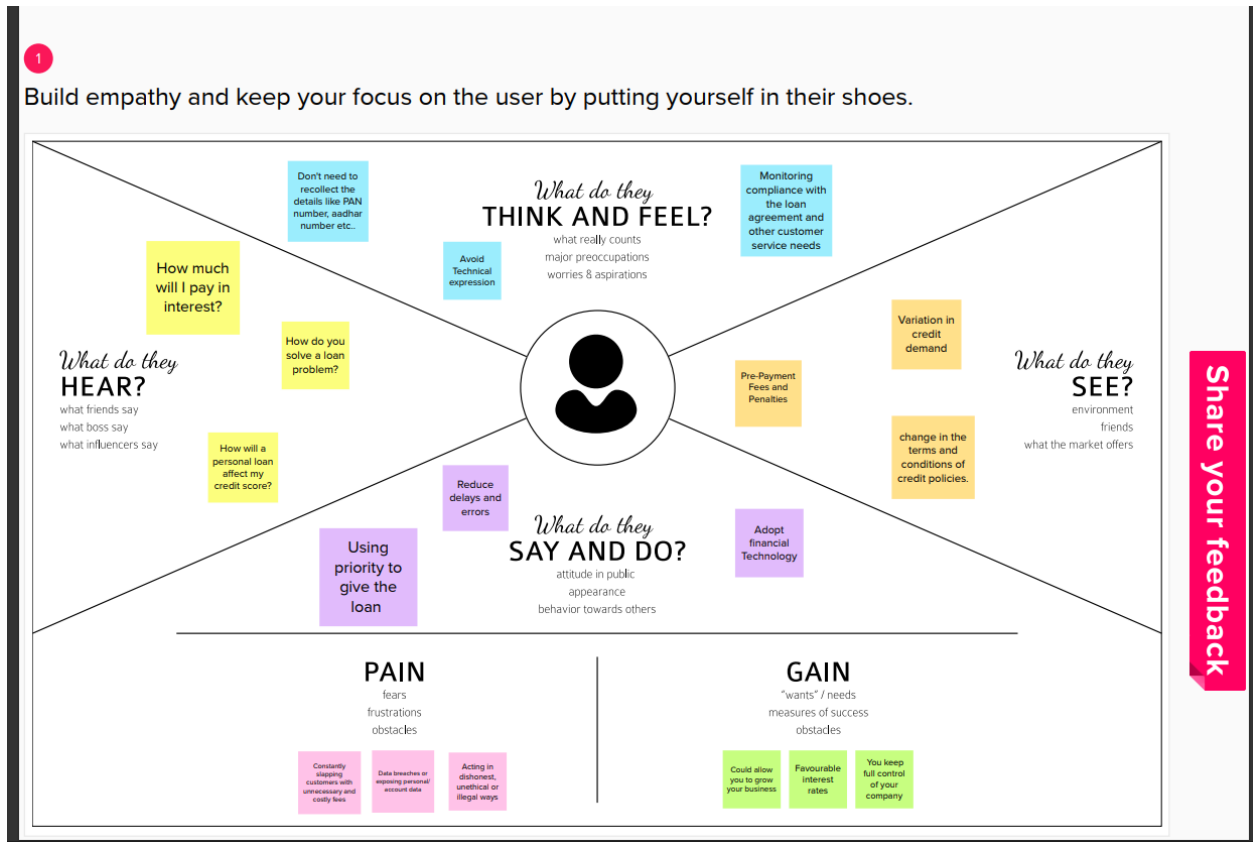 1
Build empathy and keep your focus on the user by putting yourself in their shoes.
What do they
THINK AND FEEL?
what really counts
major preoccupations
worries & aspirations
Don't need to
recollect the
details like PAN
number, aadhar
number etc..
Avoid
Technical
expression
Monitoring
compliance with
the loan
agreement and
other customer
service needs
What do they
HEAR?
what friends say
what boss say
what influencers say
How much
will I pay in
interest?
How do you
solve a loan
problem?
How will a
personal loan
affect my
credit score?
What do they
SEE?
environment
friends
what the market offers
Variation in
credit
demand
Pre-Payment
Fees and
Penalties
change in the
terms and
conditions of
credit policies.
What do they
SAY AND DO?
attitude in public
appearance
behavior towards others
Reduce
delays and
errors
Using
priority to
give the
loan
Adopt
financial
Technology
PAIN
fears
frustrations
obstacles
Constantly
slapping
customers with
unnecessary and
costly fees
Data breaches or
exposing personal/
account data
Acting in
dishonest,
unethical or
illegal ways
GAIN
"wants" / needs
measures of success
obstacles
Could allow
you to grow
your business
Favourable
interest
rates
You keep
full control
of your
company
Share your feedback